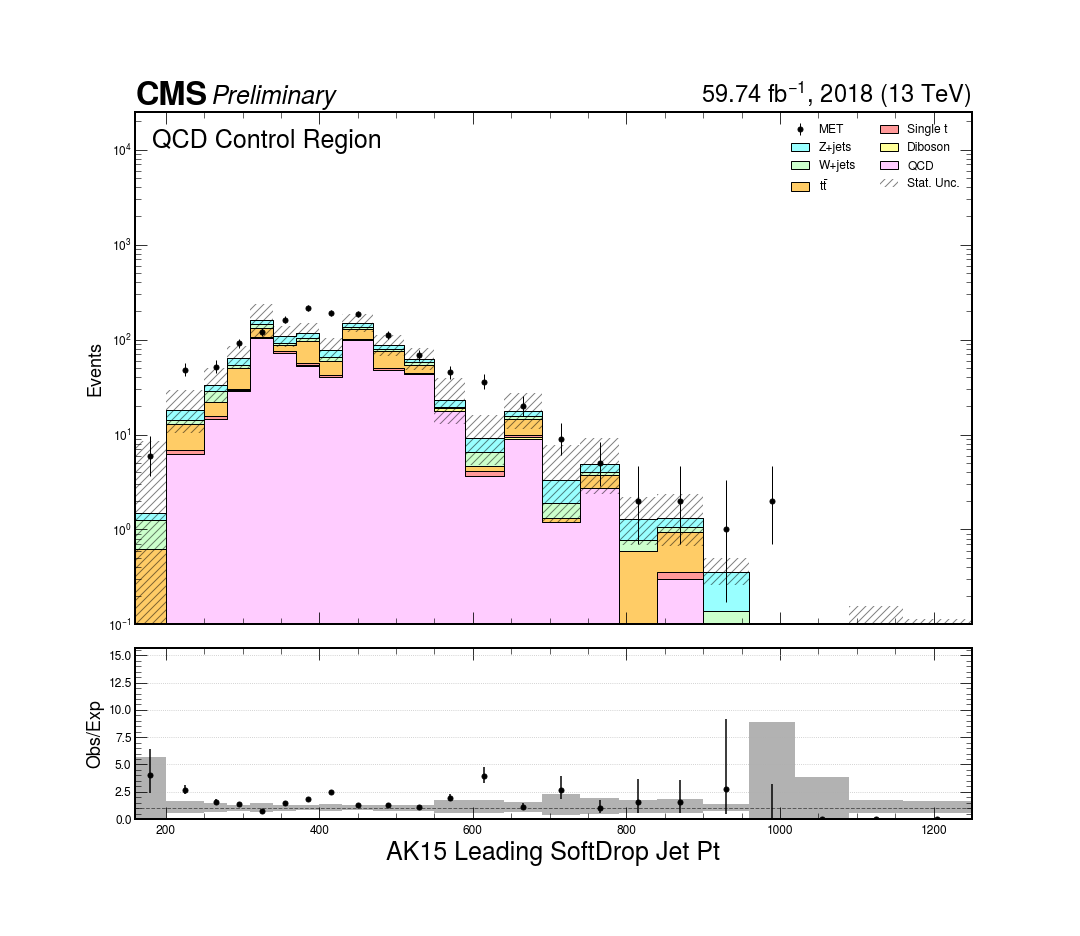 CMS Preliminary
59.74 fb⁻¹, 2018 (13 TeV)
QCD Control Region
MET
Z+jets
W+jets
tt̄
Single t
Diboson
QCD
Stat. Unc.
Events
10⁴
10³
10²
10¹
10⁰
10⁻¹
Obs/Exp
15.0
12.5
10.0
7.5
5.0
2.5
0.0
200 400 600 800 1000 1200
AK15 Leading SoftDrop Jet Pt